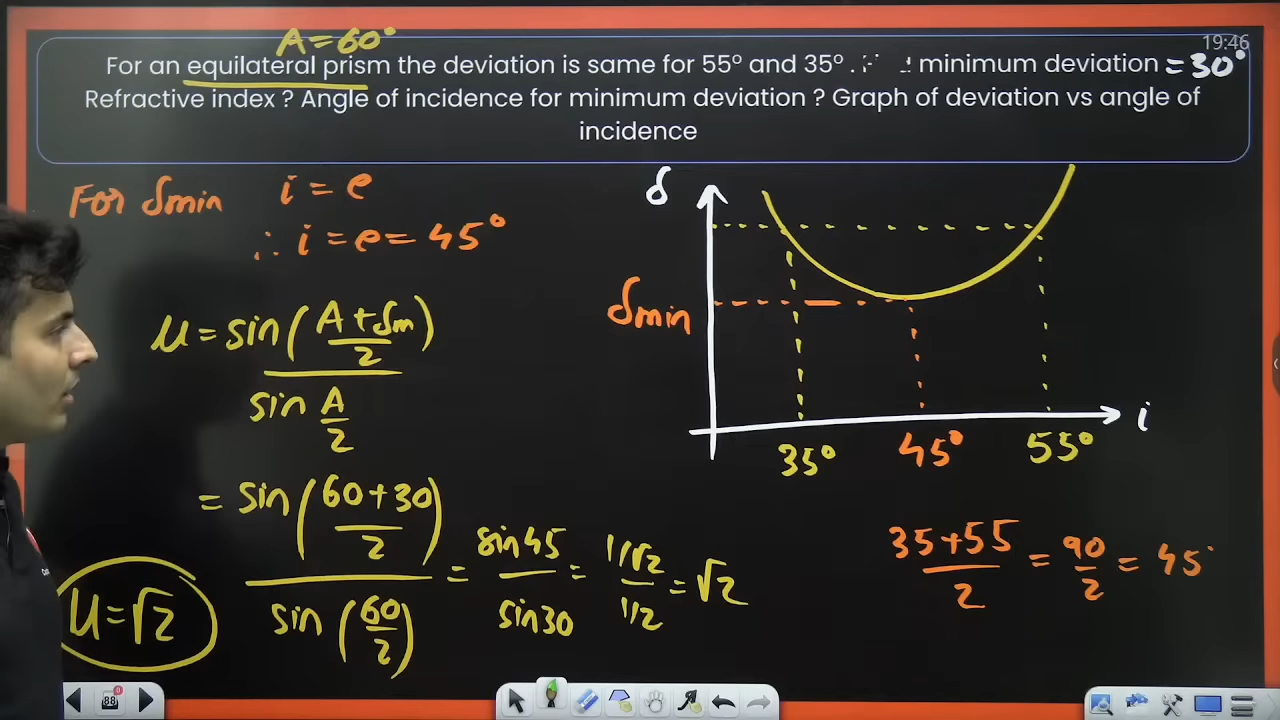 19:46
A=60°
For an equilateral prism the deviation is same for 55° and 35° . minimum deviation = 30°
Refractive index ? Angle of incidence for minimum deviation ? Graph of deviation vs angle of
incidence
For δmin i = e
∴ i = e = 45°
μ = sin(A+δm/2)
sin A/2
= sin(60+30/2)
sin(60/2)
= sin45/sin30 = 1/√2/1/2 = √2
μ=√2
δ
δmin
i
35° 45° 55°
35+55/2 = 90/2 = 45°
88